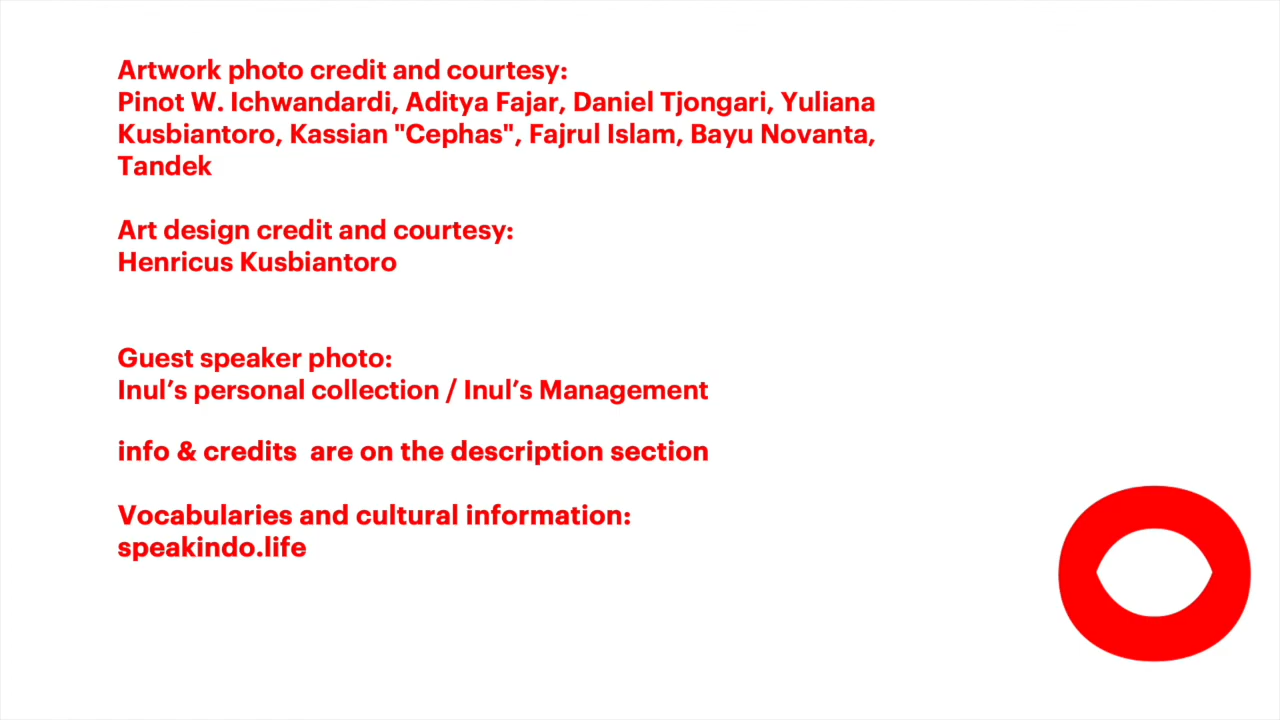 Artwork photo credit and courtesy:
Pinot W. Ichwandardi, Aditya Fajar, Daniel Tjongari, Yuliana
Kusbiantoro, Kassian "Cephas", Fajrul Islam, Bayu Novanta,
Tandek
Art design credit and courtesy:
Henricus Kusbiantoro
Guest speaker photo:
Inul’s personal collection / Inul’s Management
info & credits  are on the description section
Vocabularies and cultural information:
speakindo.life